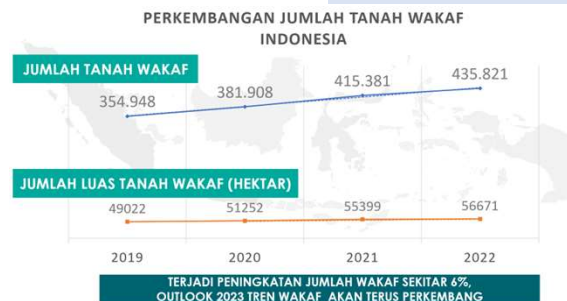 PERKEMBANGAN JUMLAH TANAH WAKAF
INDONESIA
JUMLAH TANAH WAKAF
354.948
381.908
415.381
435.821
JUMLAH LUAS TANAH WAKAF (HEKTAR)
49022
51252
55399
56671
2019
2020
2021
2022
TERJADI PENINGKATAN JUMLAH WAKAF SEKITAR 6%,
OUTLOOK 2023 TREN WAKAF AKAN TERUS PERKEMBANG